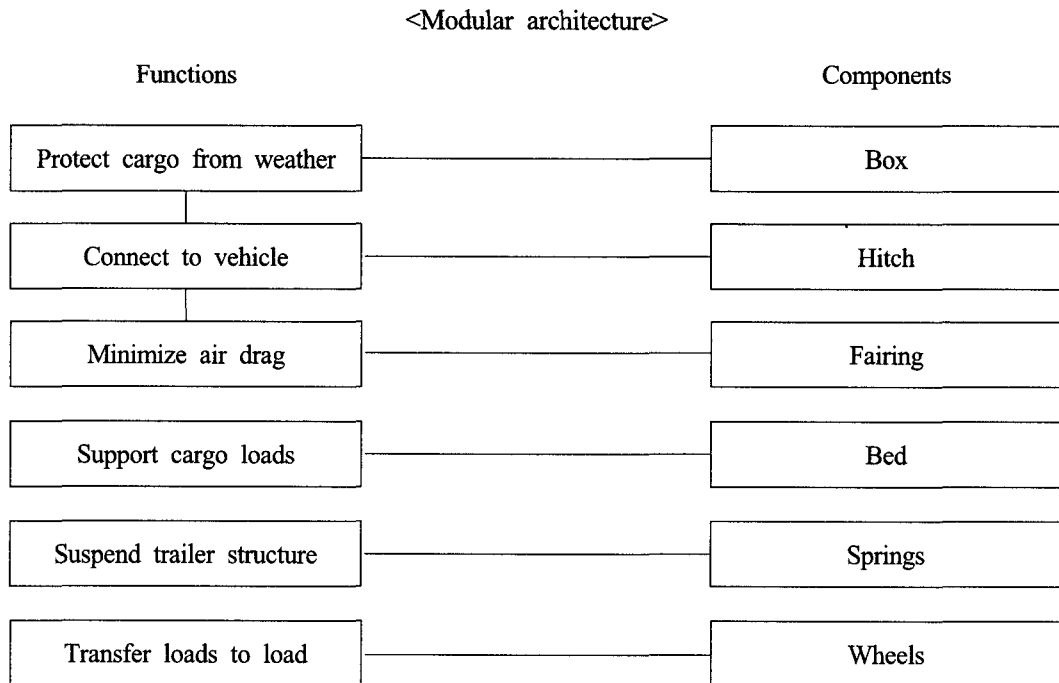 <Modular architecture>
Functions Components
Protect cargo from weather Box
Connect to vehicle Hitch
Minimize air drag Fairing
Support cargo loads Bed
Suspend trailer structure Springs
Transfer loads to load Wheels